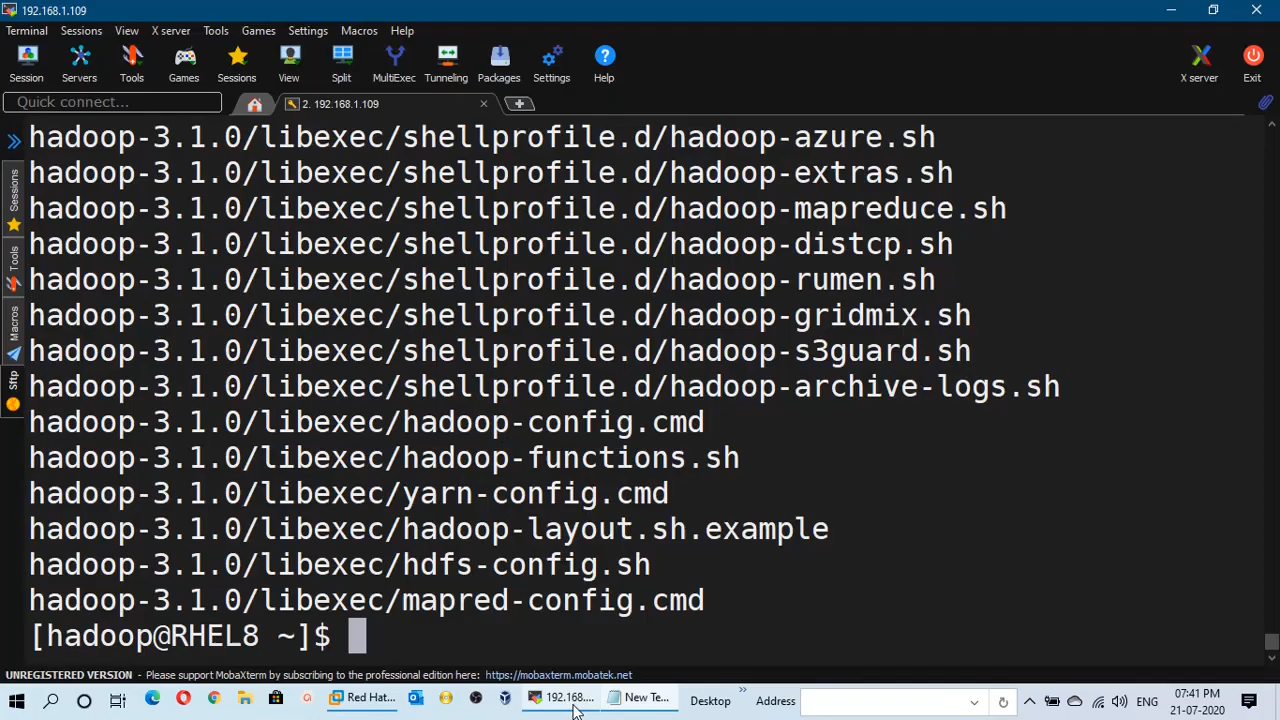 192.168.1.109
Terminal Sessions View X server Tools Games Settings Macros Help
Session Servers Tools Games Sessions View Split MultiExec Tunneling Packages Settings Help X server Exit
Quick connect...
2. 192.168.1.109
Sessions
Tools
Macros
Sftp
hadoop-3.1.0/libexec/shellprofile.d/hadoop-azure.sh
hadoop-3.1.0/libexec/shellprofile.d/hadoop-extras.sh
hadoop-3.1.0/libexec/shellprofile.d/hadoop-mapreduce.sh
hadoop-3.1.0/libexec/shellprofile.d/hadoop-distcp.sh
hadoop-3.1.0/libexec/shellprofile.d/hadoop-rumen.sh
hadoop-3.1.0/libexec/shellprofile.d/hadoop-gridmix.sh
hadoop-3.1.0/libexec/shellprofile.d/hadoop-s3guard.sh
hadoop-3.1.0/libexec/shellprofile.d/hadoop-archive-logs.sh
hadoop-3.1.0/libexec/hadoop-config.cmd
hadoop-3.1.0/libexec/hadoop-functions.sh
hadoop-3.1.0/libexec/yarn-config.cmd
hadoop-3.1.0/libexec/hadoop-layout.sh.example
hadoop-3.1.0/libexec/hdfs-config.sh
hadoop-3.1.0/libexec/mapred-config.cmd
[hadoop@RHEL8 ~]$
UNREGISTERED VERSION - Please support MobaXterm by subscribing to the professional edition here: https://mobaxterm.mobatek.net
Red Hat... 192.168.... New Te... Desktop Address ENG 07:41 PM
21-07-2020